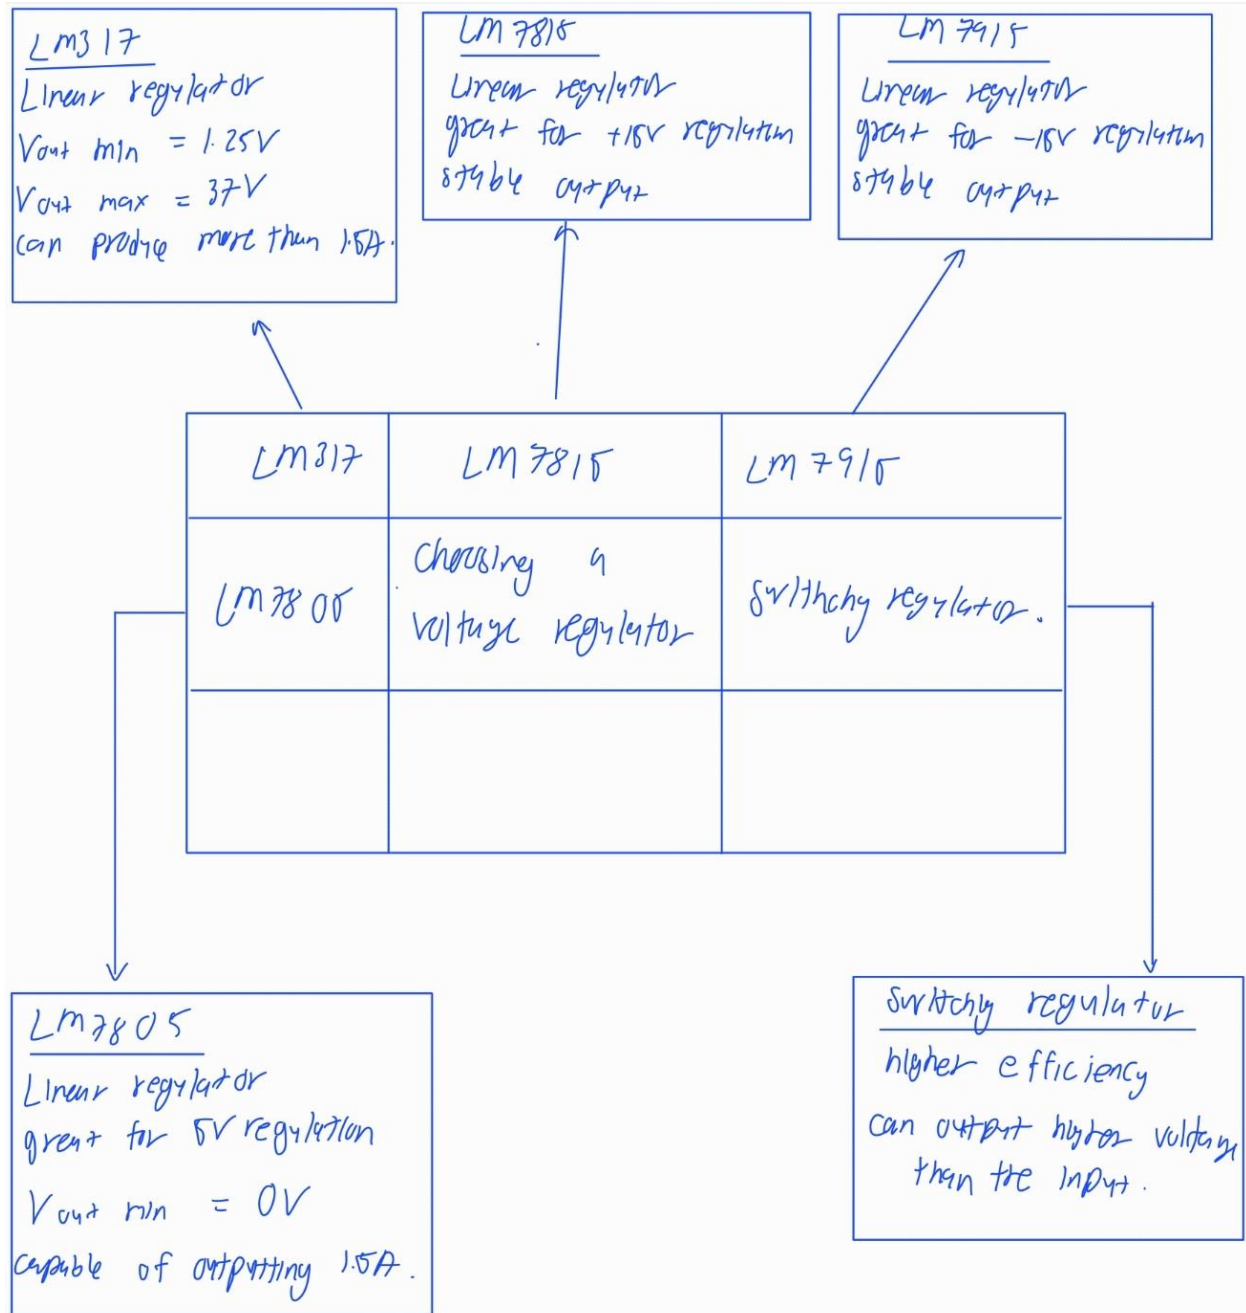 LM317
Linear regulator
Vout min = 1.25V
Vout max = 37V
can produce more than 1.5A.
LM7815
Linear regulator
great for +15V regulation
stable output
LM7915
Linear regulator
great for -15V regulation
stable output
LM317
LM7815
LM7915
LM7805
Choosing a
voltage regulator
Swithchg regulator.
LM7805
Linear regulator
great for 5V regulation
Vout min = 0V
capable of outputting 1.5A.
Switchg regulator
higher efficiency
can output higher voltage
than the input.